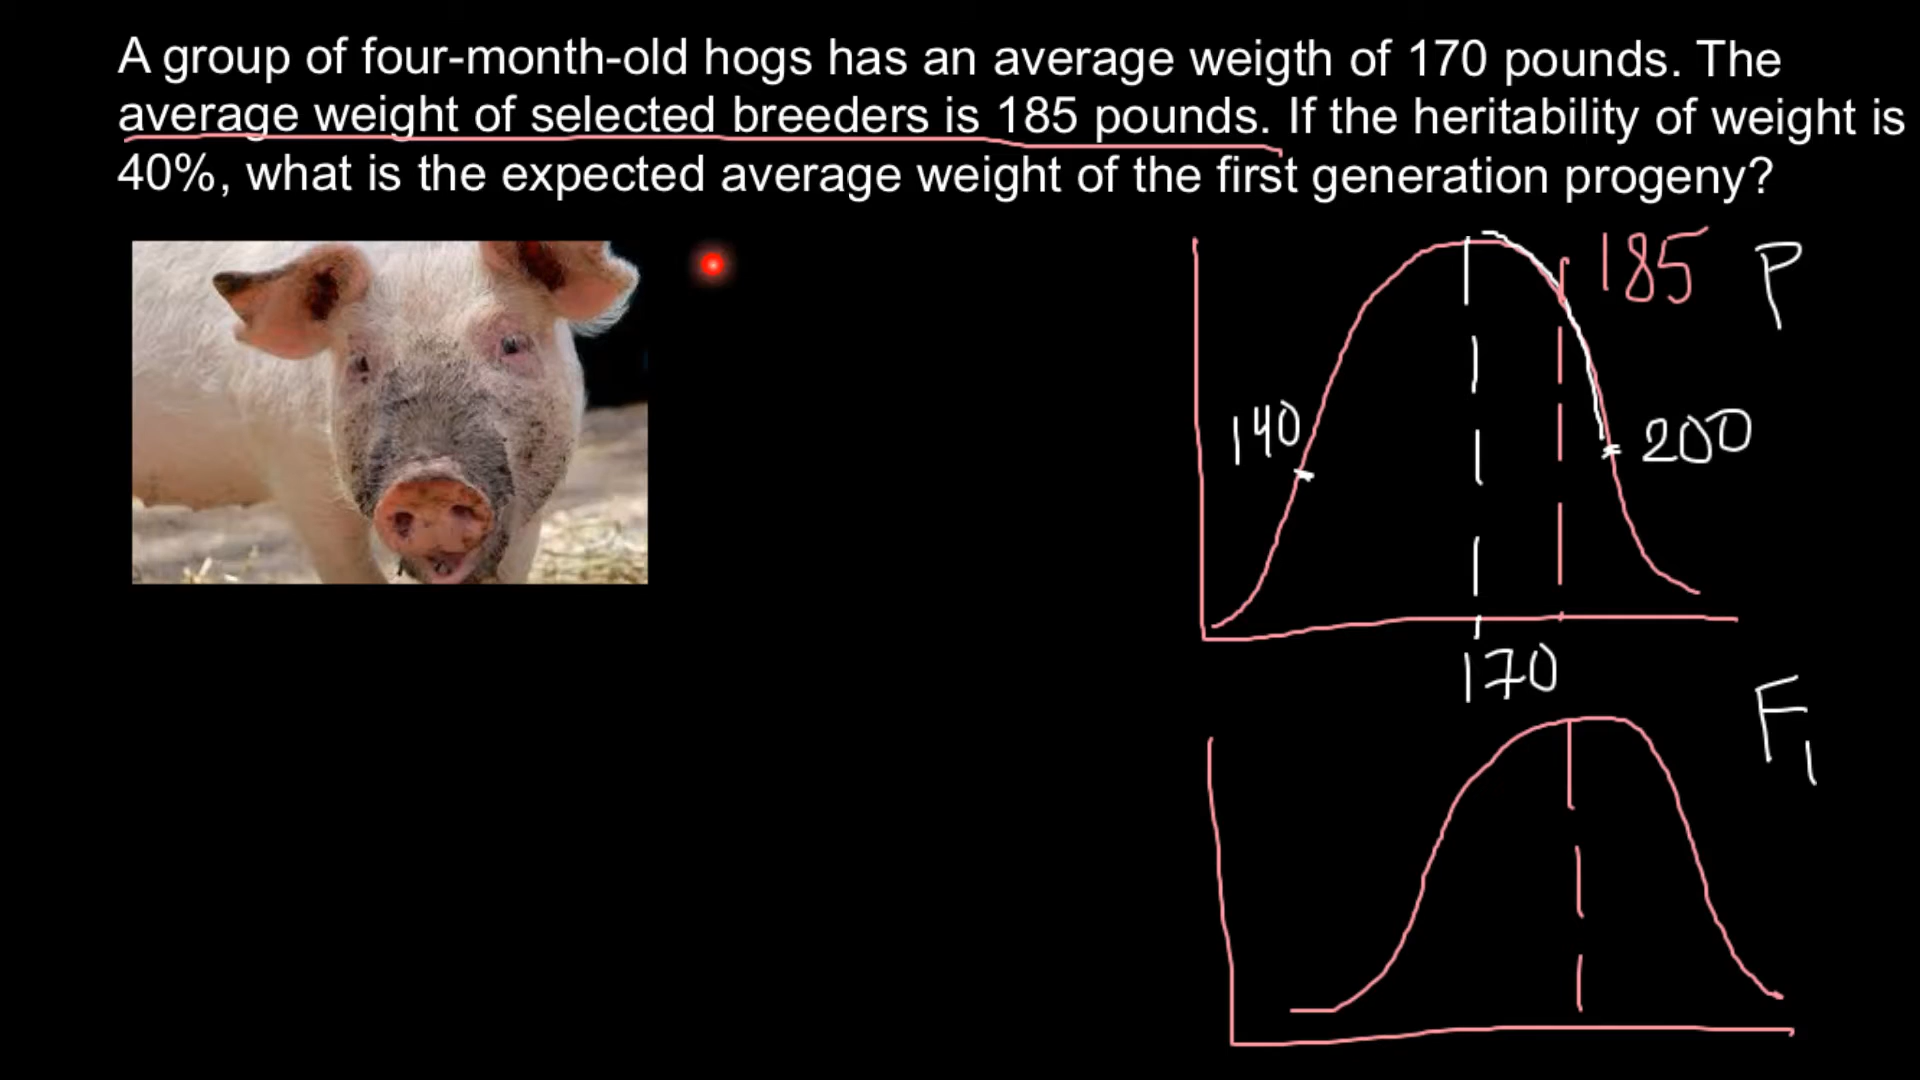 A group of four-month-old hogs has an average weigth of 170 pounds. The
average weight of selected breeders is 185 pounds. If the heritability of weight is
40%, what is the expected average weight of the first generation progeny?
185 P
140
200
170
F1